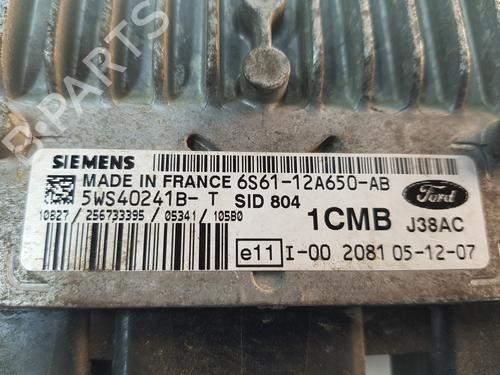 SIEMENS
MADE IN FRANCE 6S61-12A650-AB
5WS40241B- T SID 804
10827 / 256733395 / 05341 / 105B0
1CMB J38AC
Ford
e11 I-00 2081 05-12-07